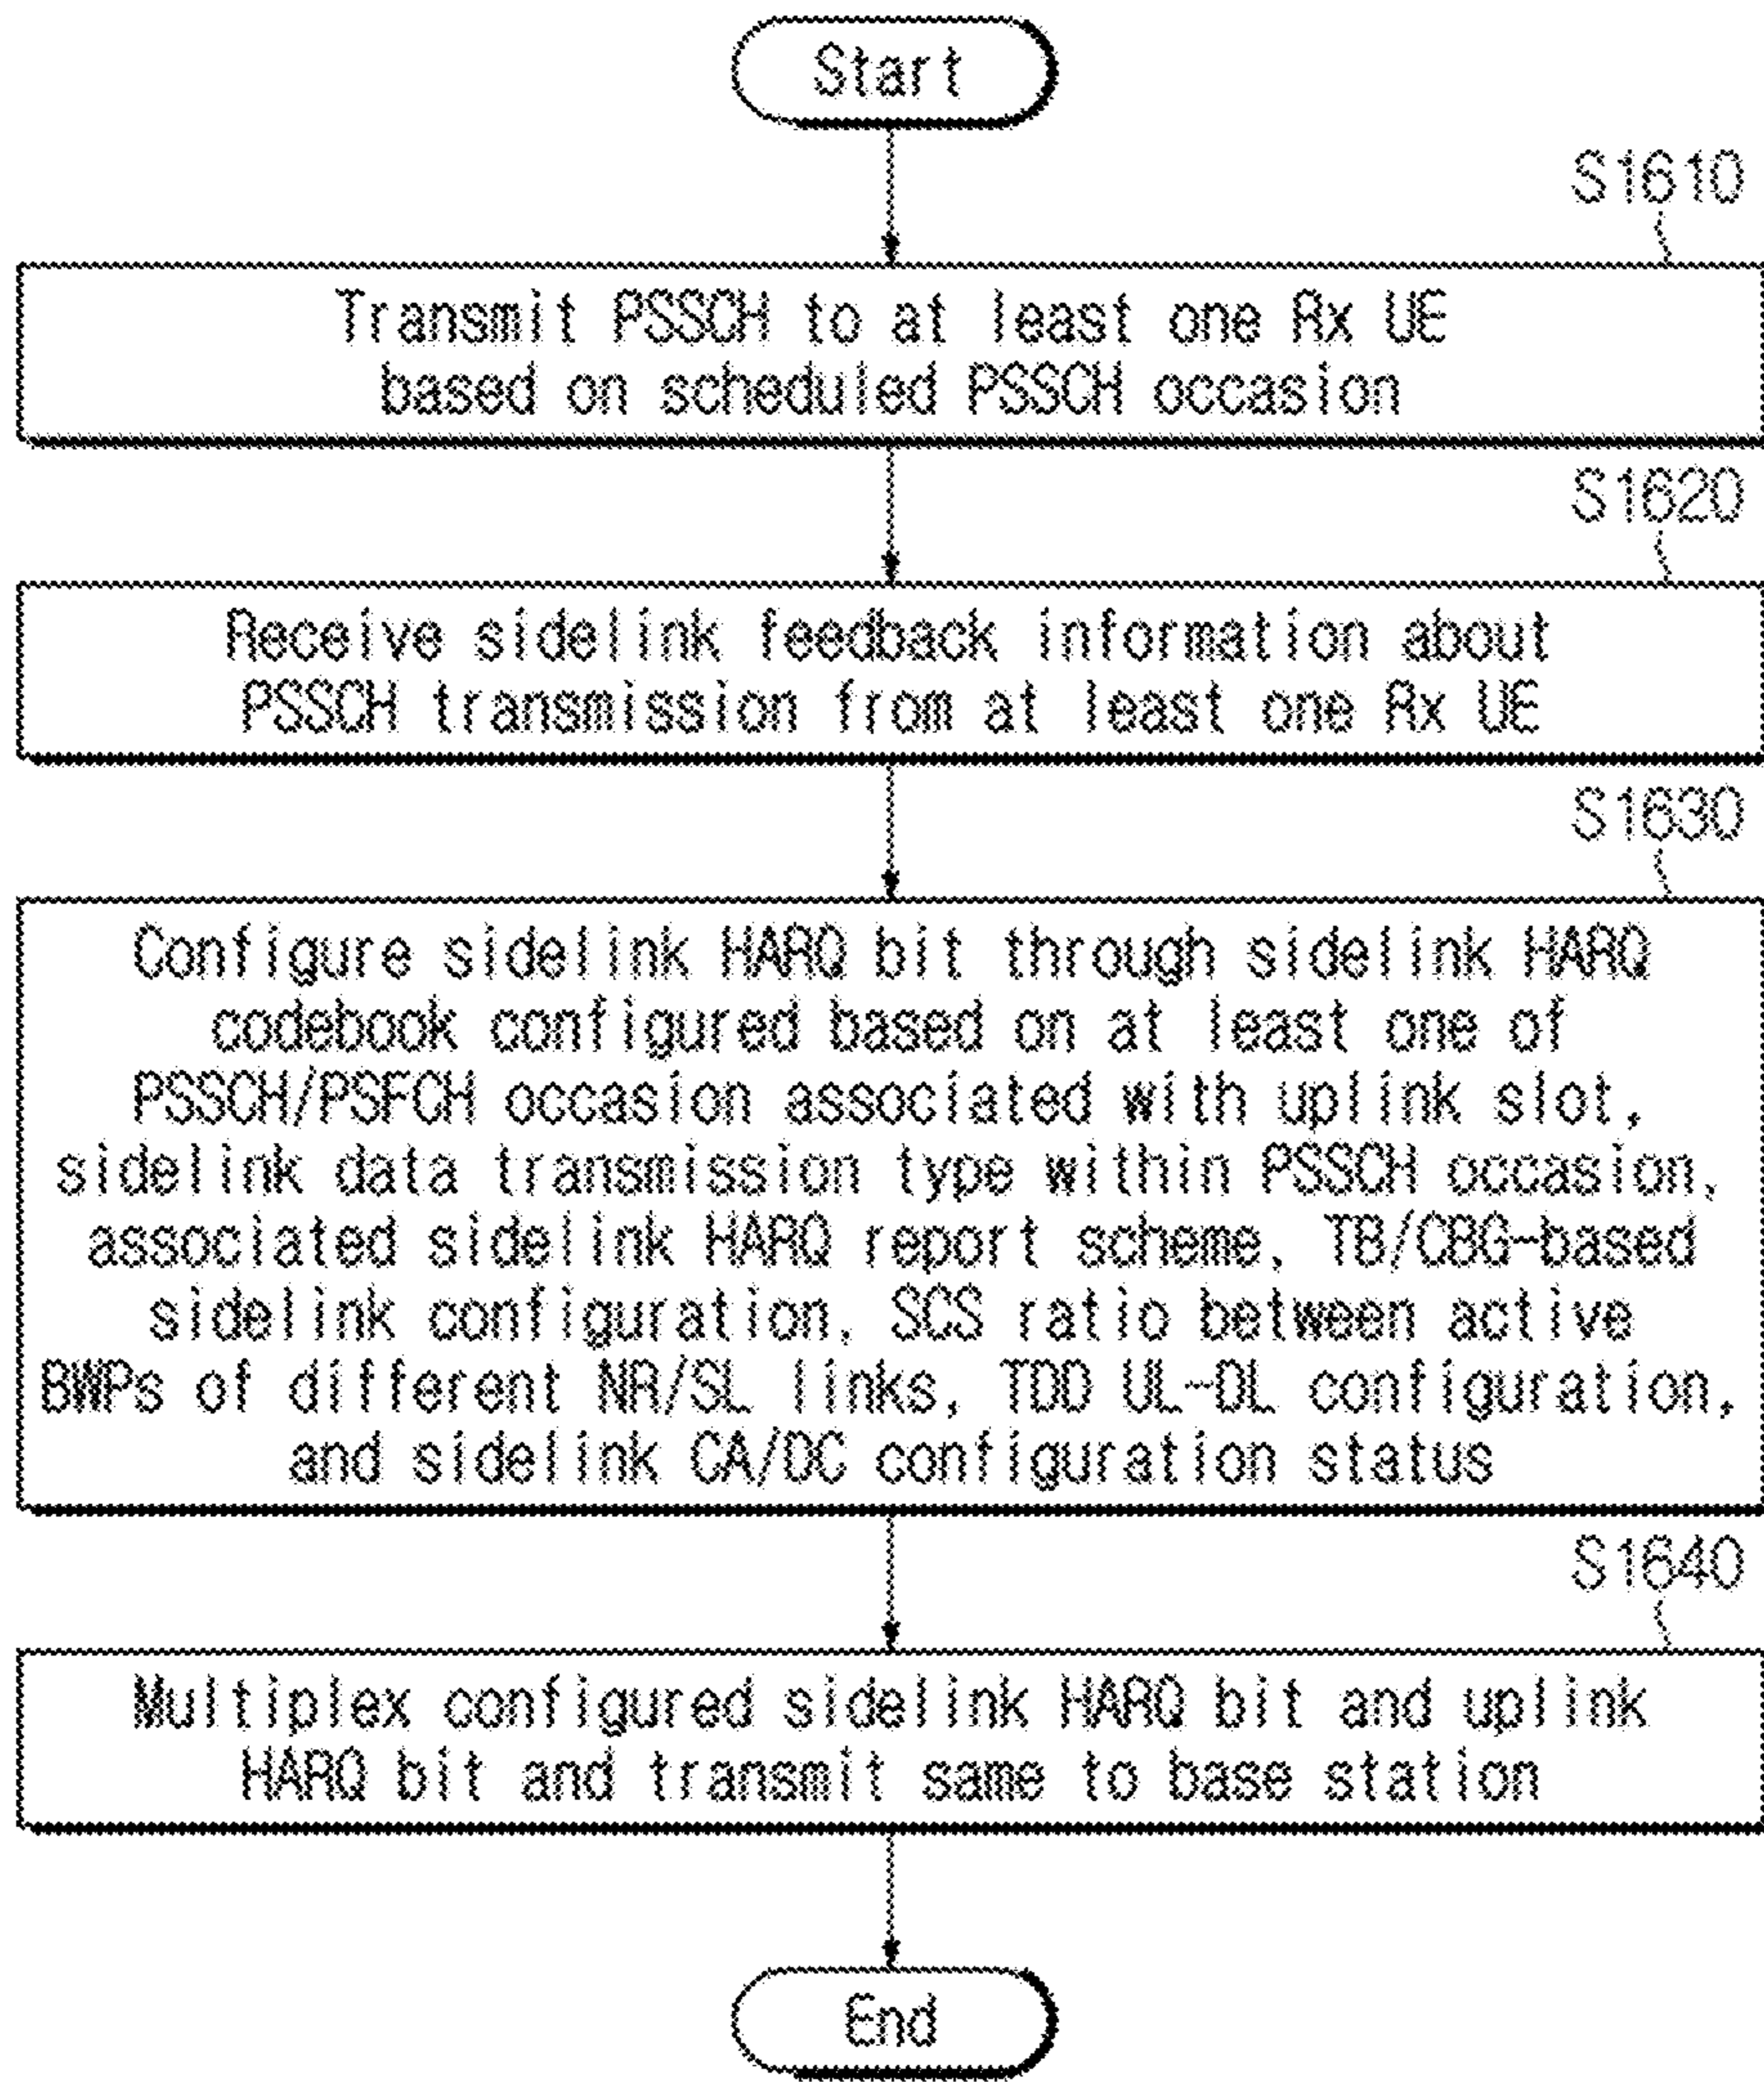 Start
S1610
Transmit PSSCH to at least one Rx UE
based on scheduled PSSCH occasion
S1620
Receive sidelink feedback information about
PSSCH transmission from at least one Rx UE
S1630
Configure sidelink HARQ bit through sidelink HARQ
codebook configured based on at least one of
PSSCH/PSFCH occasion associated with uplink slot,
sidelink data transmission type within PSSCH occasion,
associated sidelink HARQ report scheme, TB/CBG-based
sidelink configuration, SCS ratio between active
BWPs of different NR/SL links, TDD UL-DL configuration,
and sidelink CA/DC configuration status
S1640
Multiplex configured sidelink HARQ bit and uplink
HARQ bit and transmit same to base station
End